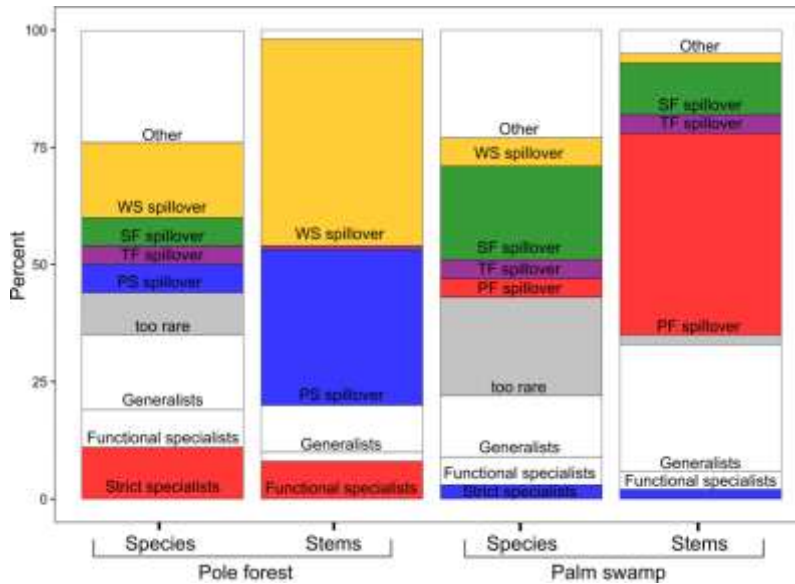 100
75
50
25
0
Percent
Other
WS spillover
SF spillover
TF spillover
PS spillover
too rare
Generalists
Functional specialists
Strict specialists
WS spillover
PS spillover
Generalists
Functional specialists
Other
WS spillover
SF spillover
TF spillover
PF spillover
too rare
Generalists
Functional specialists
Strict specialists
Other
SF spillover
TF spillover
PF spillover
Generalists
Functional specialists
Species Stems Species Stems
Pole forest Palm swamp